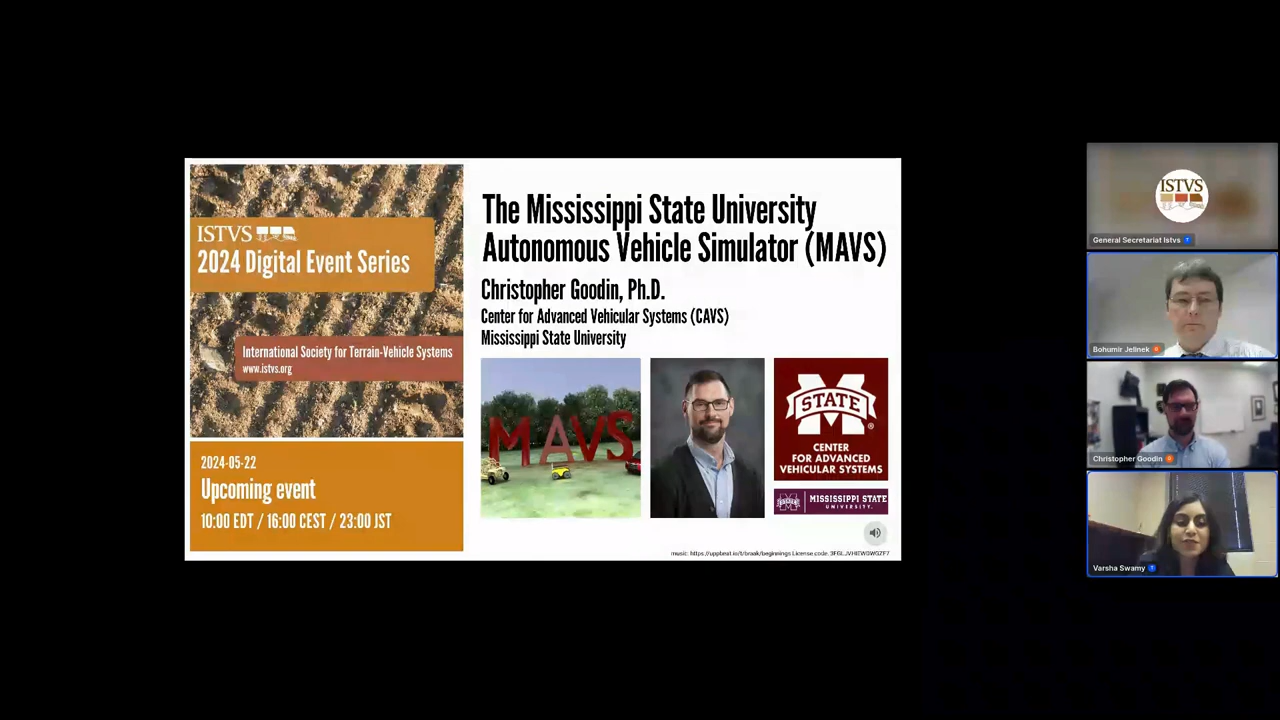 ISTVS
2024 Digital Event Series
International Society for Terrain-Vehicle Systems
www.istvs.org
2024-05-22
Upcoming event
10:00 EDT / 16:00 CEST / 23:00 JST
The Mississippi State University
Autonomous Vehicle Simulator (MAVS)
Christopher Goodin, Ph.D.
Center for Advanced Vehicular Systems (CAVS)
Mississippi State University
MAVS
STATE
CENTER
FOR ADVANCED
VEHICULAR SYSTEMS
MISSISSIPPI STATE
UNIVERSITY.
ISTVS
General Secretariat Istvs
Bohumir Jelinek
Christopher Goodin
Varsha Swamy